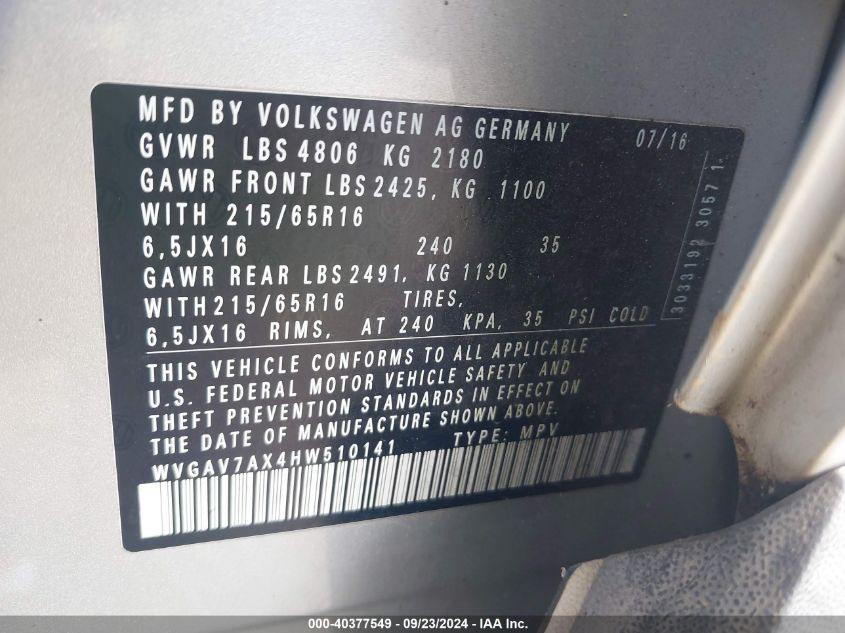 MFD BY VOLKSWAGEN AG GERMANY 07/16
GVWR LBS 4806 KG 2180
GAWR FRONT LBS 2425, KG 1100
WITH 215/65R16
6,5JX16 240 35
GAWR REAR LBS 2491, KG 1130
WITH 215/65R16 TIRES,
6,5JX16 RIMS, AT 240 KPA, 35 PSI COLD
THIS VEHICLE CONFORMS TO ALL APPLICABLE
U.S. FEDERAL MOTOR VEHICLE SAFETY AND
THEFT PREVENTION STANDARDS IN EFFECT ON
THE DATE OF MANUFACTURE SHOWN ABOVE.
WVGAV7AX4HW510141 TYPE: MPV
3033192 3057 1
000-40377549 - 09/23/2024 - © IAA, Inc.